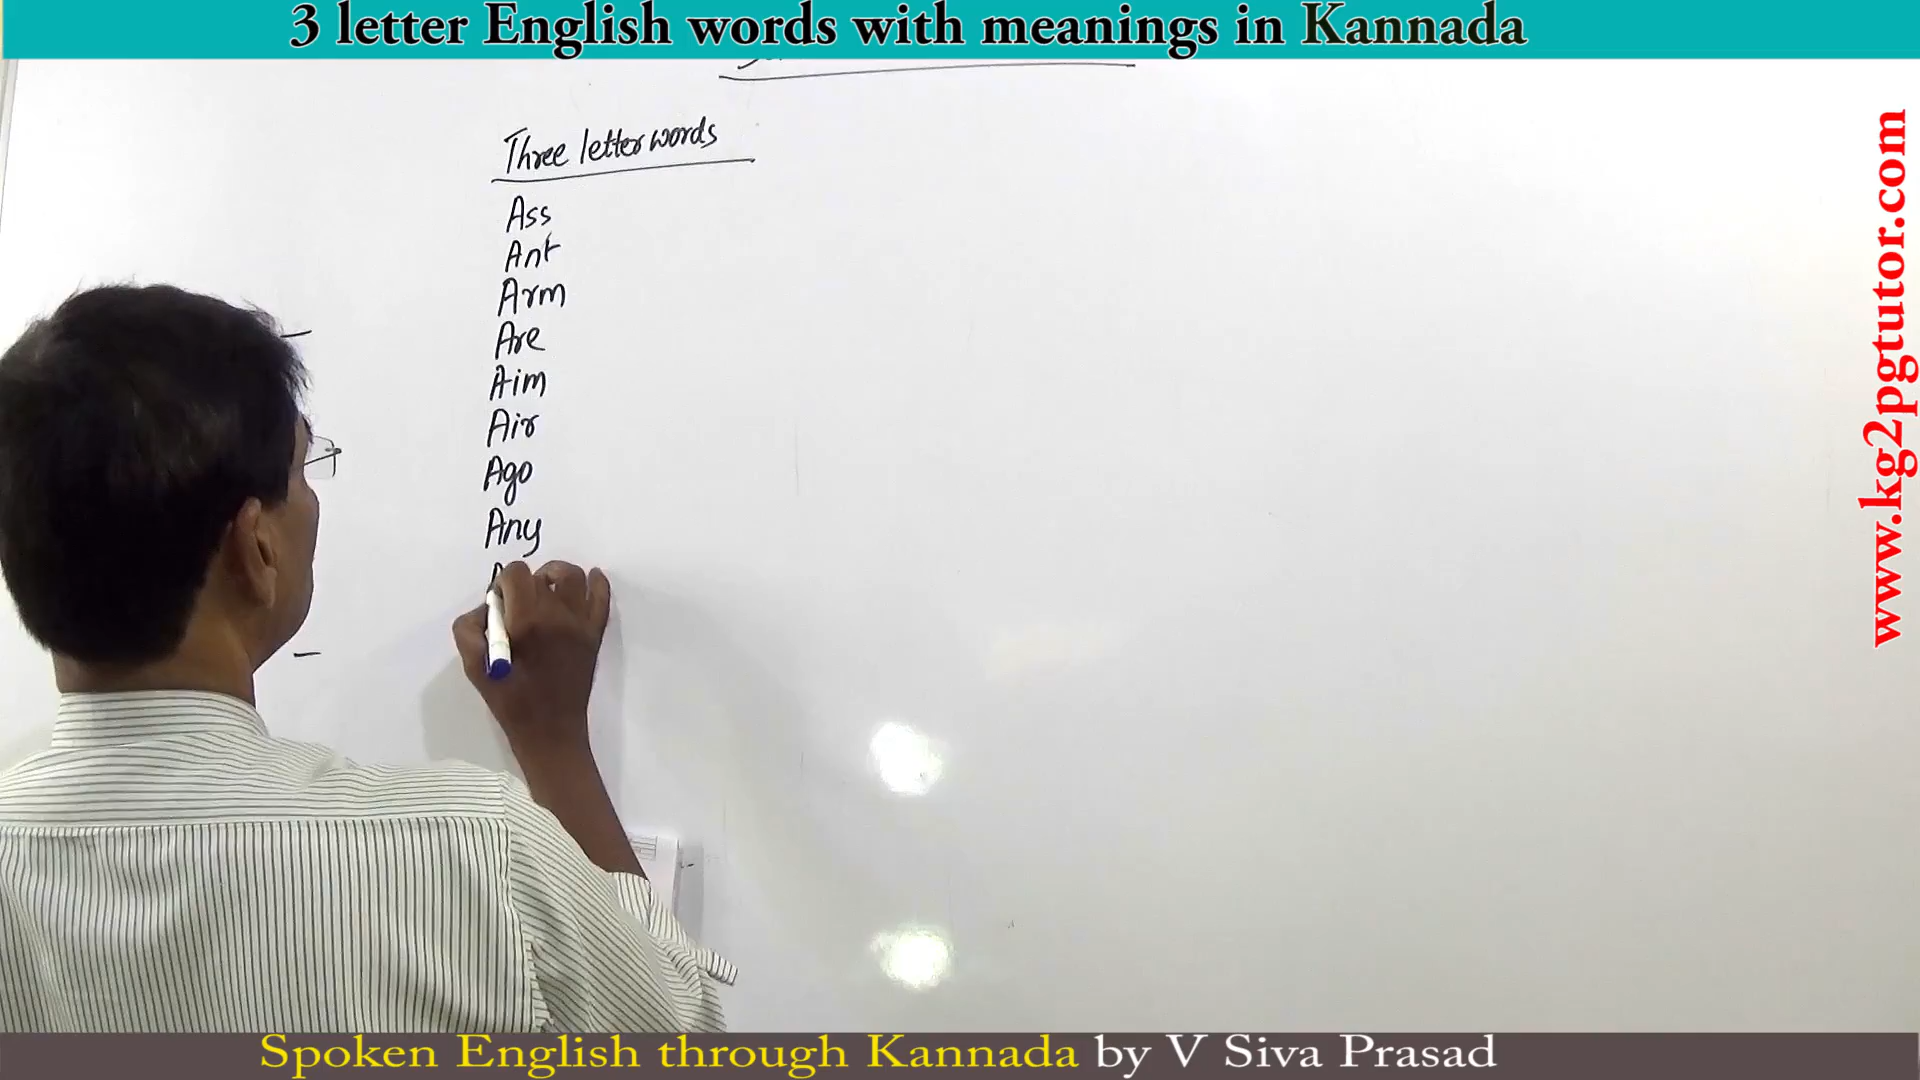 3 letter English words with meanings in Kannada
Three letter words
Ass
Ant
Arm
Are
Aim
Air
Ago
Any
www.kg2pgtutor.com
Spoken English through Kannada by V Siva Prasad